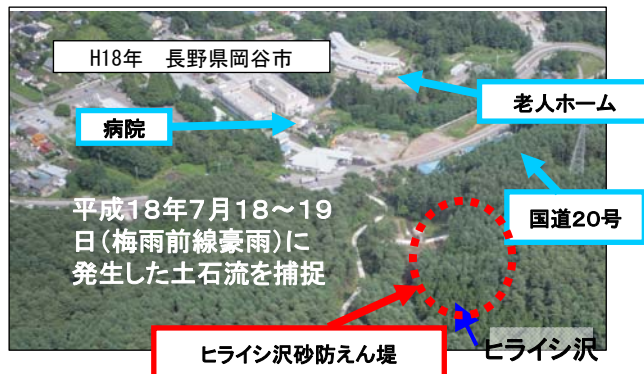 H18年　長野県岡谷市
老人ホーム
病院
国道20号
平成18年7月18～19
日（梅雨前線豪雨）に
発生した土石流を捕捉
ヒライシ沢砂防えん堤
ヒライシ沢